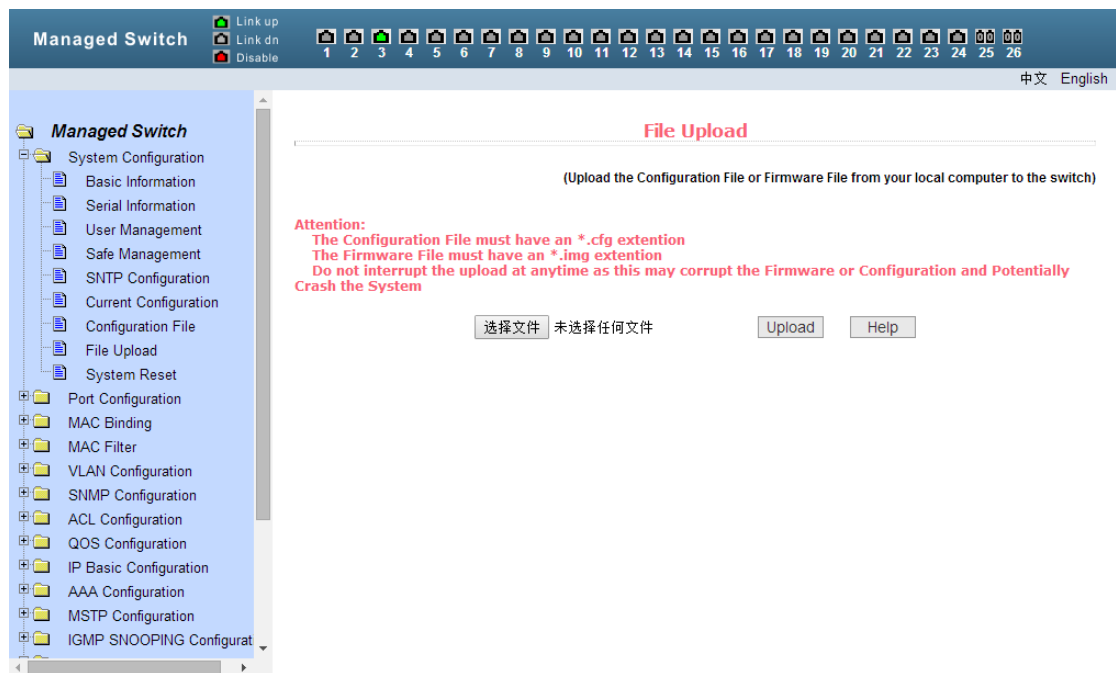 Managed Switch
Link up
Link dn
Disable
1 2 3 4 5 6 7 8 9 10 11 12 13 14 15 16 17 18 19 20 21 22 23 24 25 26
中文 English
Managed Switch
System Configuration
Basic Information
Serial Information
User Management
Safe Management
SNTP Configuration
Current Configuration
Configuration File
File Upload
System Reset
Port Configuration
MAC Binding
MAC Filter
VLAN Configuration
SNMP Configuration
ACL Configuration
QOS Configuration
IP Basic Configuration
AAA Configuration
MSTP Configuration
IGMP SNOOPING Configurat
File Upload
(Upload the Configuration File or Firmware File from your local computer to the switch)
Attention:
The Configuration File must have an *.cfg extention
The Firmware File must have an *.img extention
Do not interrupt the upload at anytime as this may corrupt the Firmware or Configuration and Potentially
Crash the System
选择文件 未选择任何文件 Upload Help